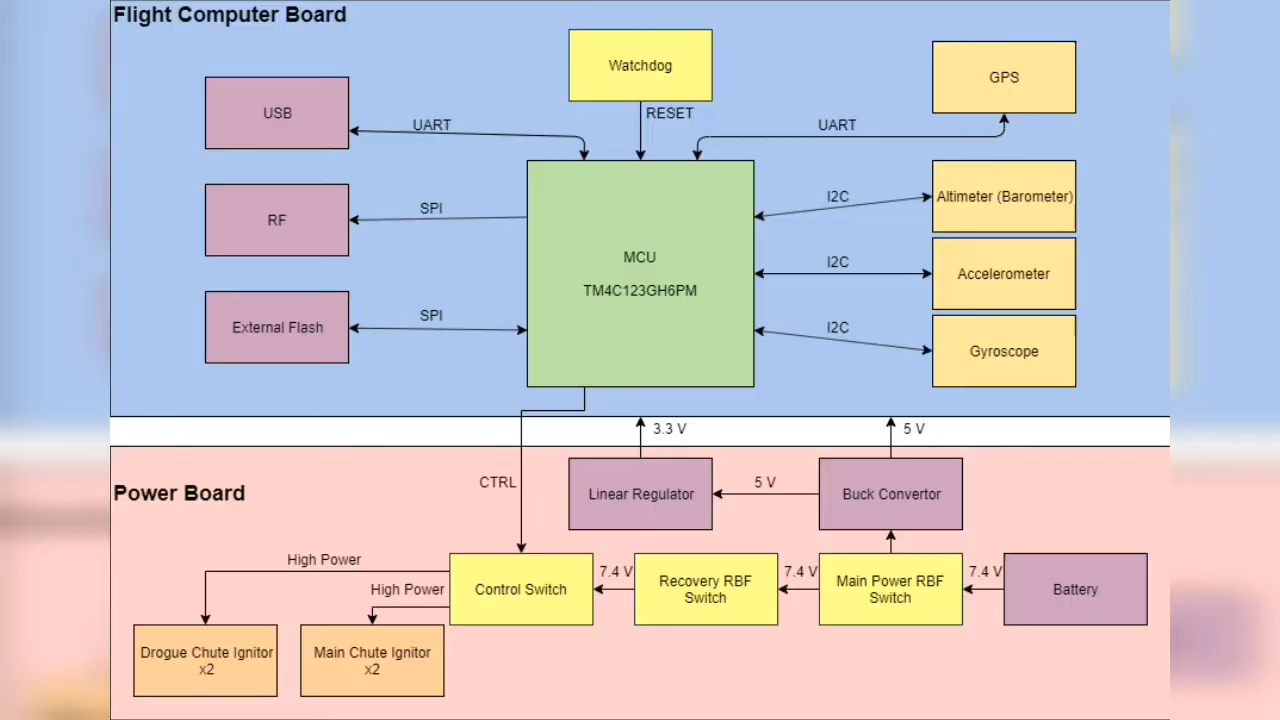 Flight Computer Board
Watchdog
GPS
USB
UART
RESET
UART
RF
SPI
I2C
Altimeter (Barometer)
MCU
TM4C123GH6PM
I2C
Accelerometer
External Flash
SPI
I2C
Gyroscope
3.3 V
5 V
Power Board
CTRL
Linear Regulator
5 V
Buck Convertor
High Power
High Power
Control Switch
7.4 V
Recovery RBF
Switch
7.4 V
Main Power RBF
Switch
7.4 V
Battery
Drogue Chute Ignitor
x2
Main Chute Ignitor
x2